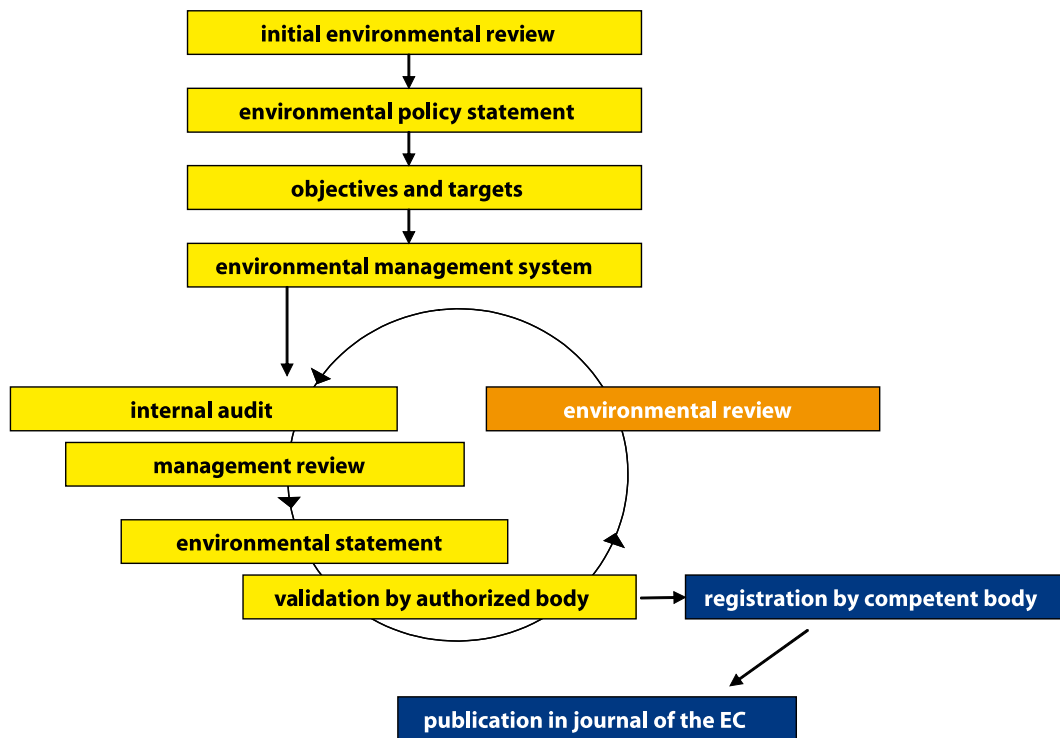 initial environmental review
environmental policy statement
objectives and targets
environmental management system
internal audit
environmental review
management review
environmental statement
validation by authorized body
registration by competent body
publication in journal of the EC